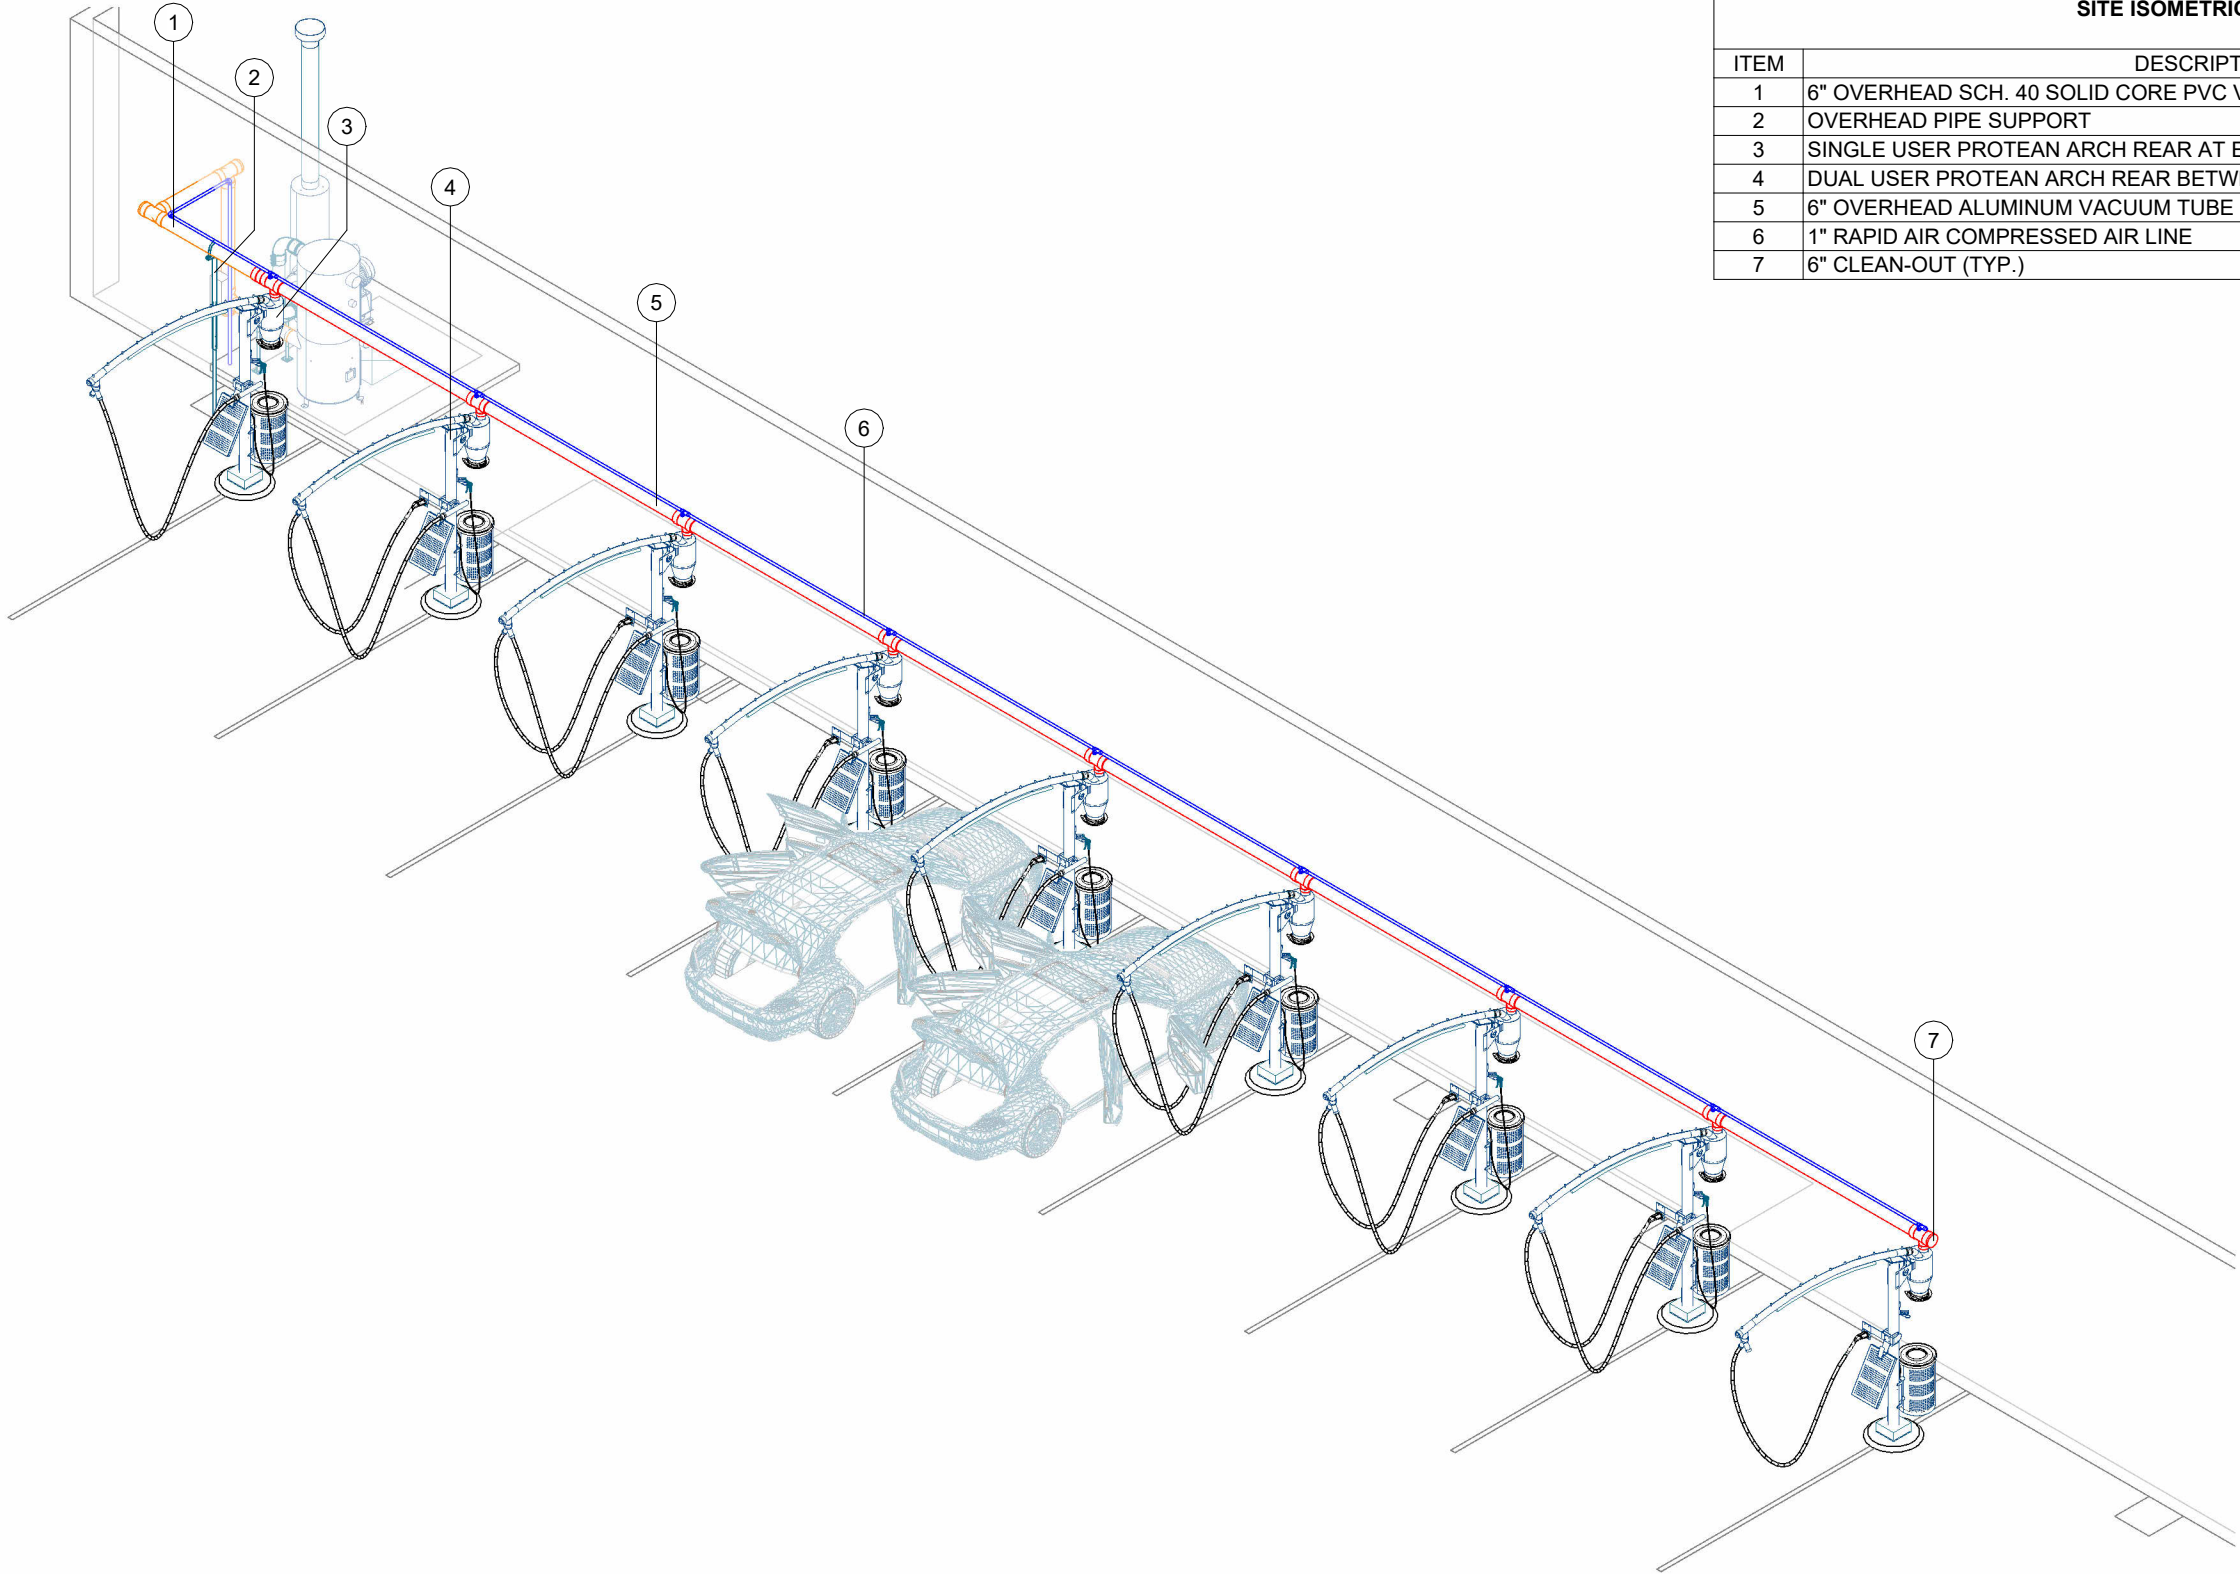 SITE ISOMETRIC
ITEM DESCRIPT
1 6" OVERHEAD SCH. 40 SOLID CORE PVC V
2 OVERHEAD PIPE SUPPORT
3 SINGLE USER PROTEAN ARCH REAR AT E
4 DUAL USER PROTEAN ARCH REAR BETW
5 6" OVERHEAD ALUMINUM VACUUM TUBE
6 1" RAPID AIR COMPRESSED AIR LINE
7 6" CLEAN-OUT (TYP.)
1
2
3
4
5
6
7